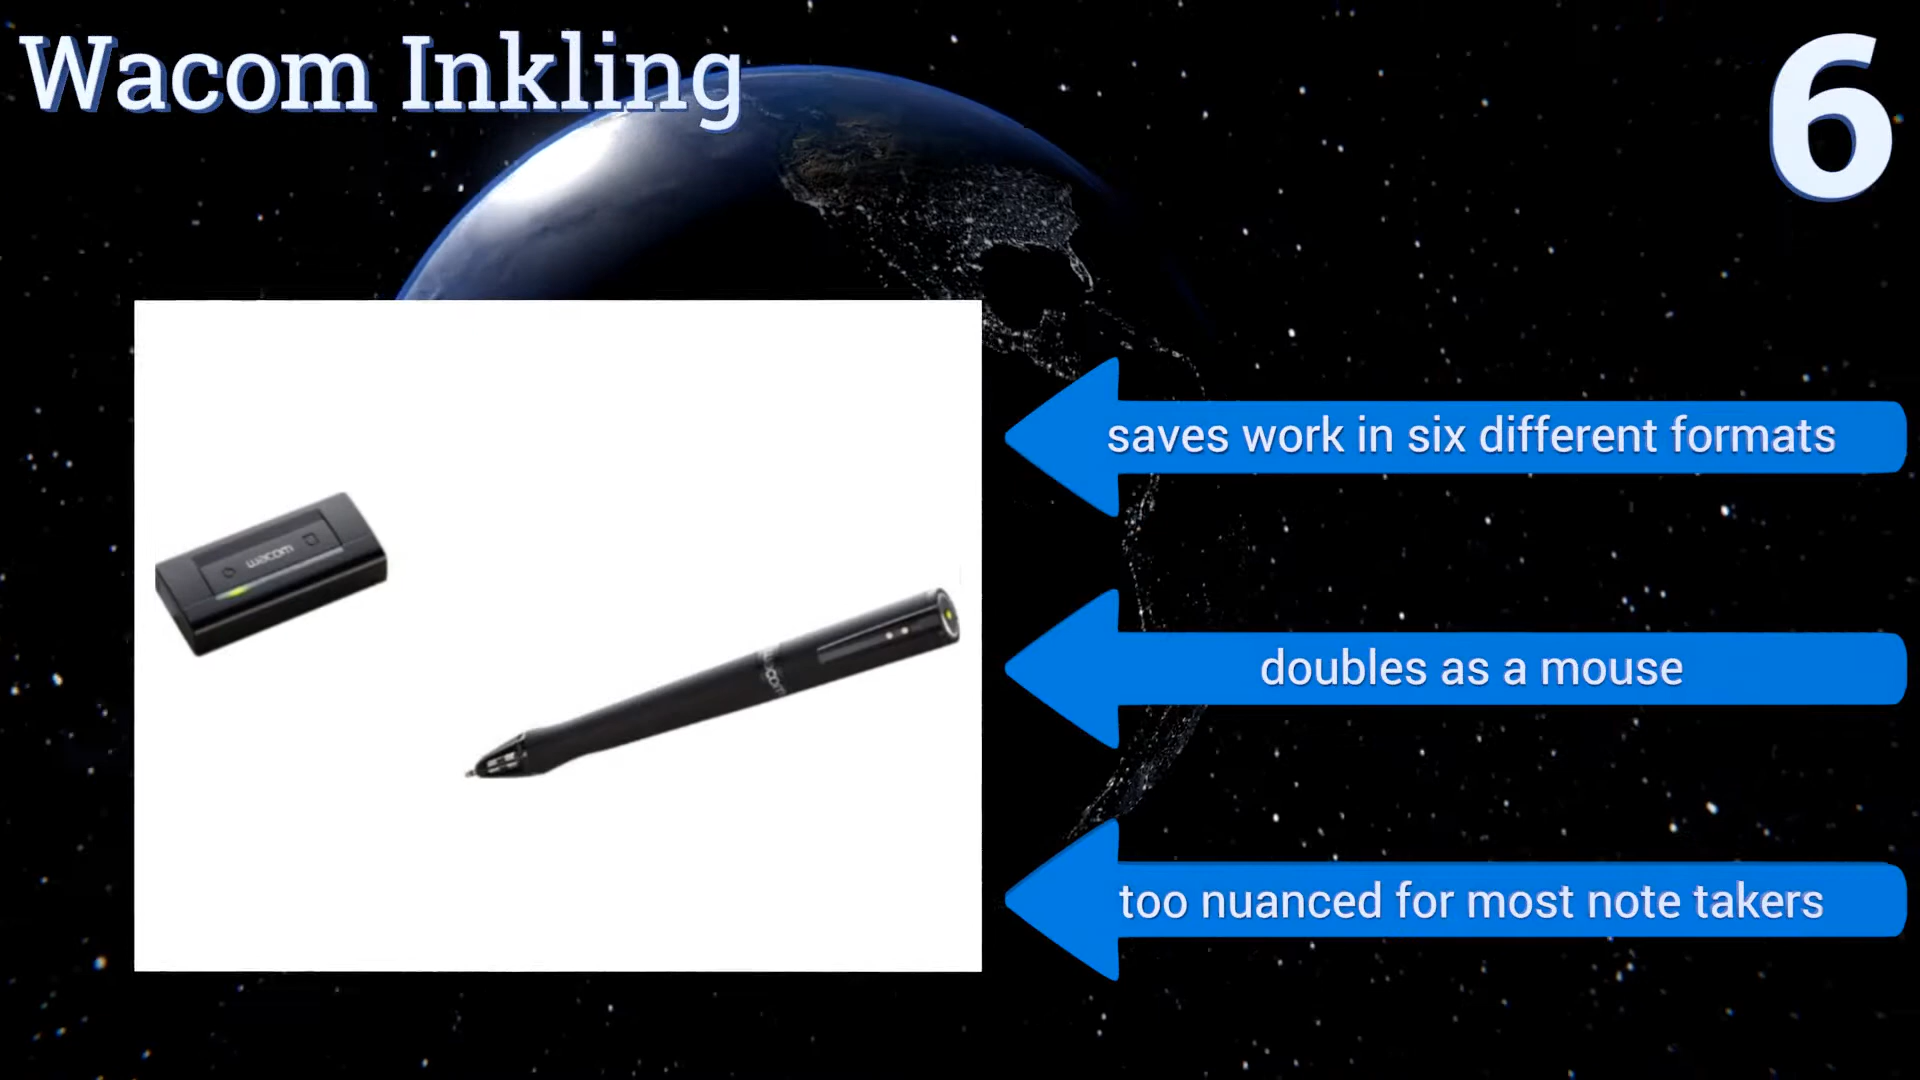 Wacom Inkling
6
saves work in six different formats
wacom
doubles as a mouse
wacom
too nuanced for most note takers